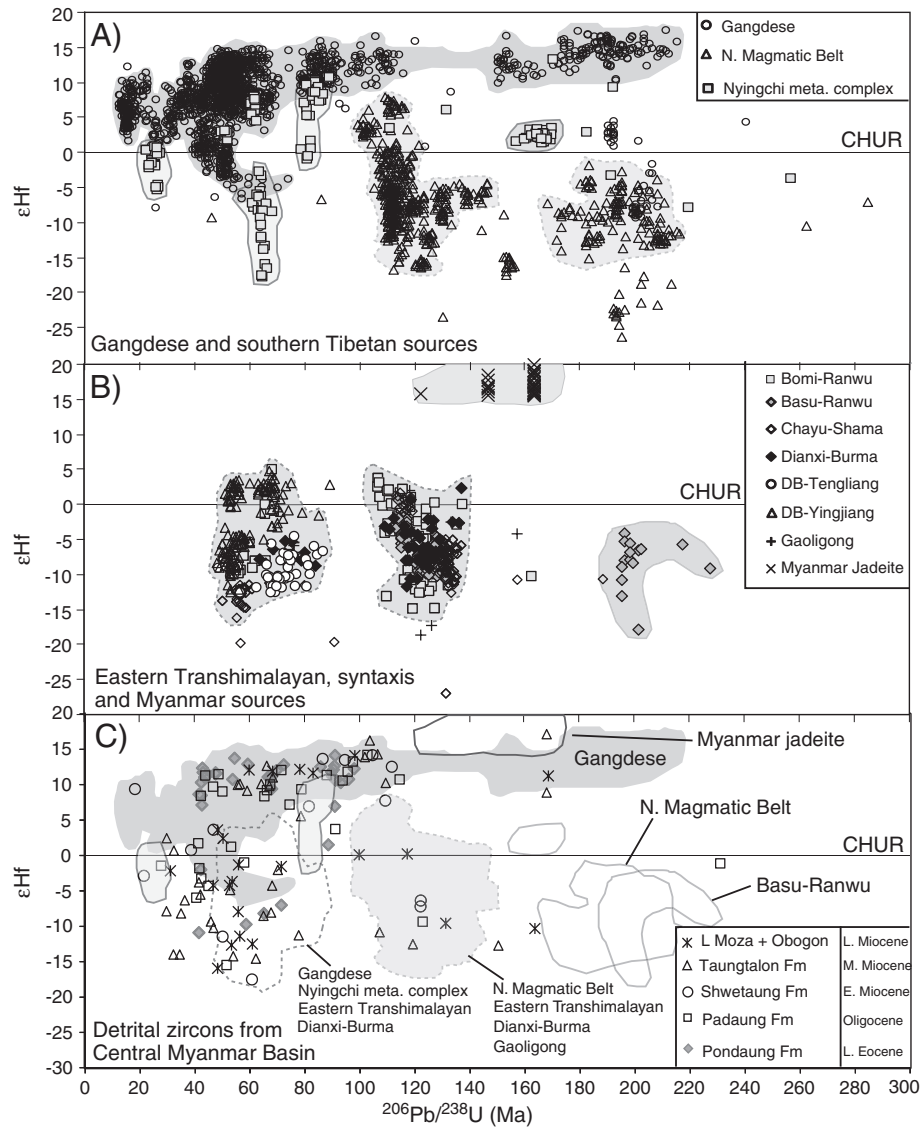 A)
20
15
10
5
0
-5
-10
-15
-20
-25
εHf
CHUR
Gangdese
N. Magmatic Belt
Nyingchi meta. complex
Gangdese and southern Tibetan sources
B)
20
15
10
5
0
-5
-10
-15
-20
-25
εHf
CHUR
Bomi-Ranwu
Basu-Ranwu
Chayu-Shama
Dianxi-Burma
DB-Tengliang
DB-Yingjiang
Gaoligong
Myanmar Jadeite
Eastern Transhimalayan, syntaxis
and Myanmar sources
C)
20
15
10
5
0
-5
-10
-15
-20
-25
-30
εHf
Myanmar jadeite
Gangdese
N. Magmatic Belt
CHUR
Basu-Ranwu
Gangdese
Nyingchi meta. complex
Eastern Transhimalayan
Dianxi-Burma
N. Magmatic Belt
Eastern Transhimalayan
Dianxi-Burma
Gaoligong
L Moza + Obogon L. Miocene
Taungtalon Fm M. Miocene
Shwetaung Fm E. Miocene
Padaung Fm Oligocene
Pondaung Fm L. Eocene
Detrital zircons from
Central Myanmar Basin
0 20 40 60 80 100 120 140 160 180 200 220 240 260 280 300
206Pb/238U (Ma)